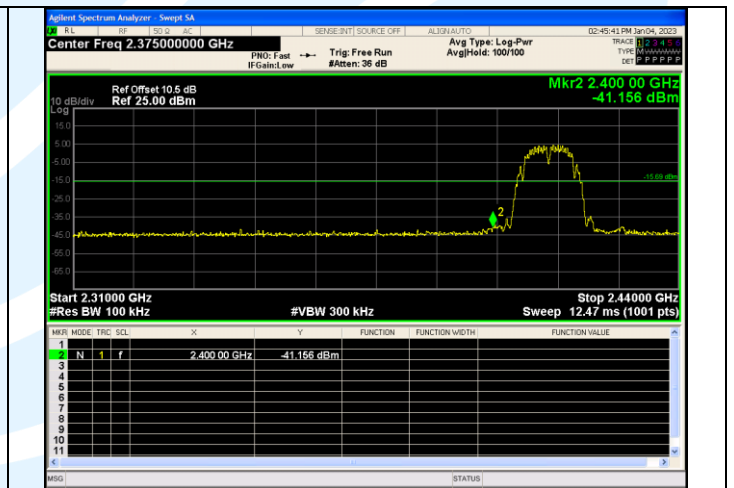 Agilent Spectrum Analyzer - Swept SA
RL RF 50 Ω AC SENSE:INT SOURCE OFF ALIGNAUTO 02:45:41 PM Jan 04, 2023
Center Freq 2.375000000 GHz
PNO: Fast Trig: Free Run
IFGain:Low #Atten: 36 dB
Avg Type: Log-Pwr
Avg|Hold: 100/100
TRACE 1 2 3 4 5 6
TYPE M WWWWW
DET P P P P P P
Mkr2 2.400 00 GHz
-41.156 dBm
Ref Offset 10.5 dB
10 dB/div Ref 25.00 dBm
Log
15.0
5.00
-5.00
-15.0
-15.69 dBm
-25.0
-35.0
2
-45.0
-55.0
-65.0
Start 2.31000 GHz Stop 2.44000 GHz
#Res BW 100 kHz #VBW 300 kHz Sweep 12.47 ms (1001 pts)
MKR MODE TRC SCL X Y FUNCTION FUNCTION WIDTH FUNCTION VALUE
1
2 N 1 f 2.400 00 GHz -41.156 dBm
3
4
5
6
7
8
9
10
11
MSG STATUS